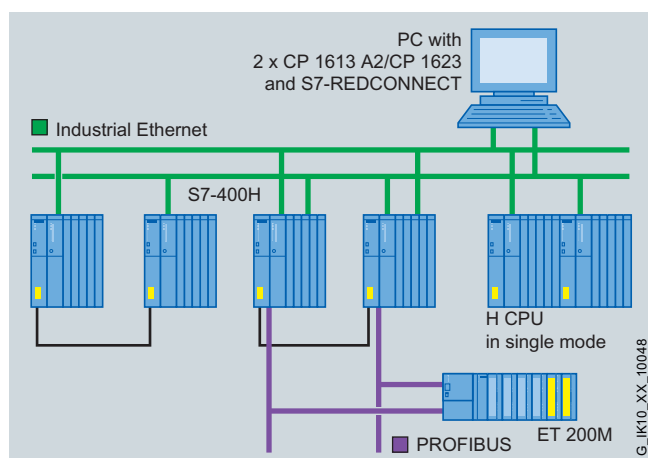 PC with
2 x CP 1613 A2/CP 1623
and S7-REDCONNECT
Industrial Ethernet
S7-400H
H CPU
in single mode
ET 200M
PROFIBUS
G_IK10_XX_10048